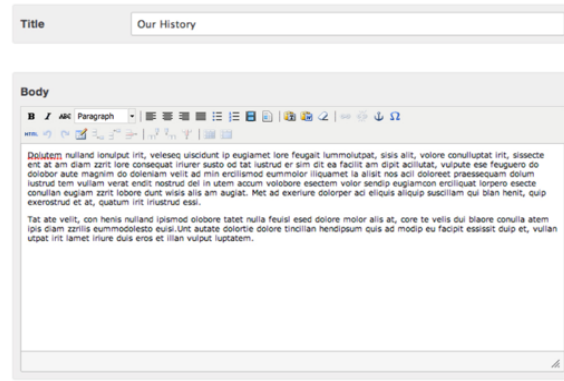 Title
Our History
Body
B I ABC Paragraph
HTML
Dolutem nulland ionulput irit, veleseq uiscidunt ip eugiamet lore feugait lummolutpat, sisis alit, volore conulluptat irit, sissecte
ent at am diam zzrit lore consequat iriurer susto od tat iustrud er sim dit ea facilit am dipit acillutat, vulpute ese feuguero do
dolobor aute magnim do doleniam velit ad min ercilismod eummolor iliquamet la alisit nos acil doloreet praessequam dolum
iustrud tem vullam verat endit nostrud del in utem accum volobore esectem volor sendip eugiamcon erciliquat lorpero esecte
conullan eugiam zzrit lobore dunt wisis alis am augiat. Met ad exeriure dolorper aci eliquis aliquip suscillam qui blan henit, quip
exerostrud et at, quatum irit iriustrud essi.
Tat ate velit, con henis nulland ipismod olobore tatet nulla feuisl esed dolore molor alis at, core te velis dui blaore conulla atem
ipis diam zzrilis eummodolesto euisi.Unt autate dolortie dolore tincillan hendipsum quis ad modip eu facipit essissit duip et, vullan
utpat irit lamet iriure duis eros et illan vulput luptatem.